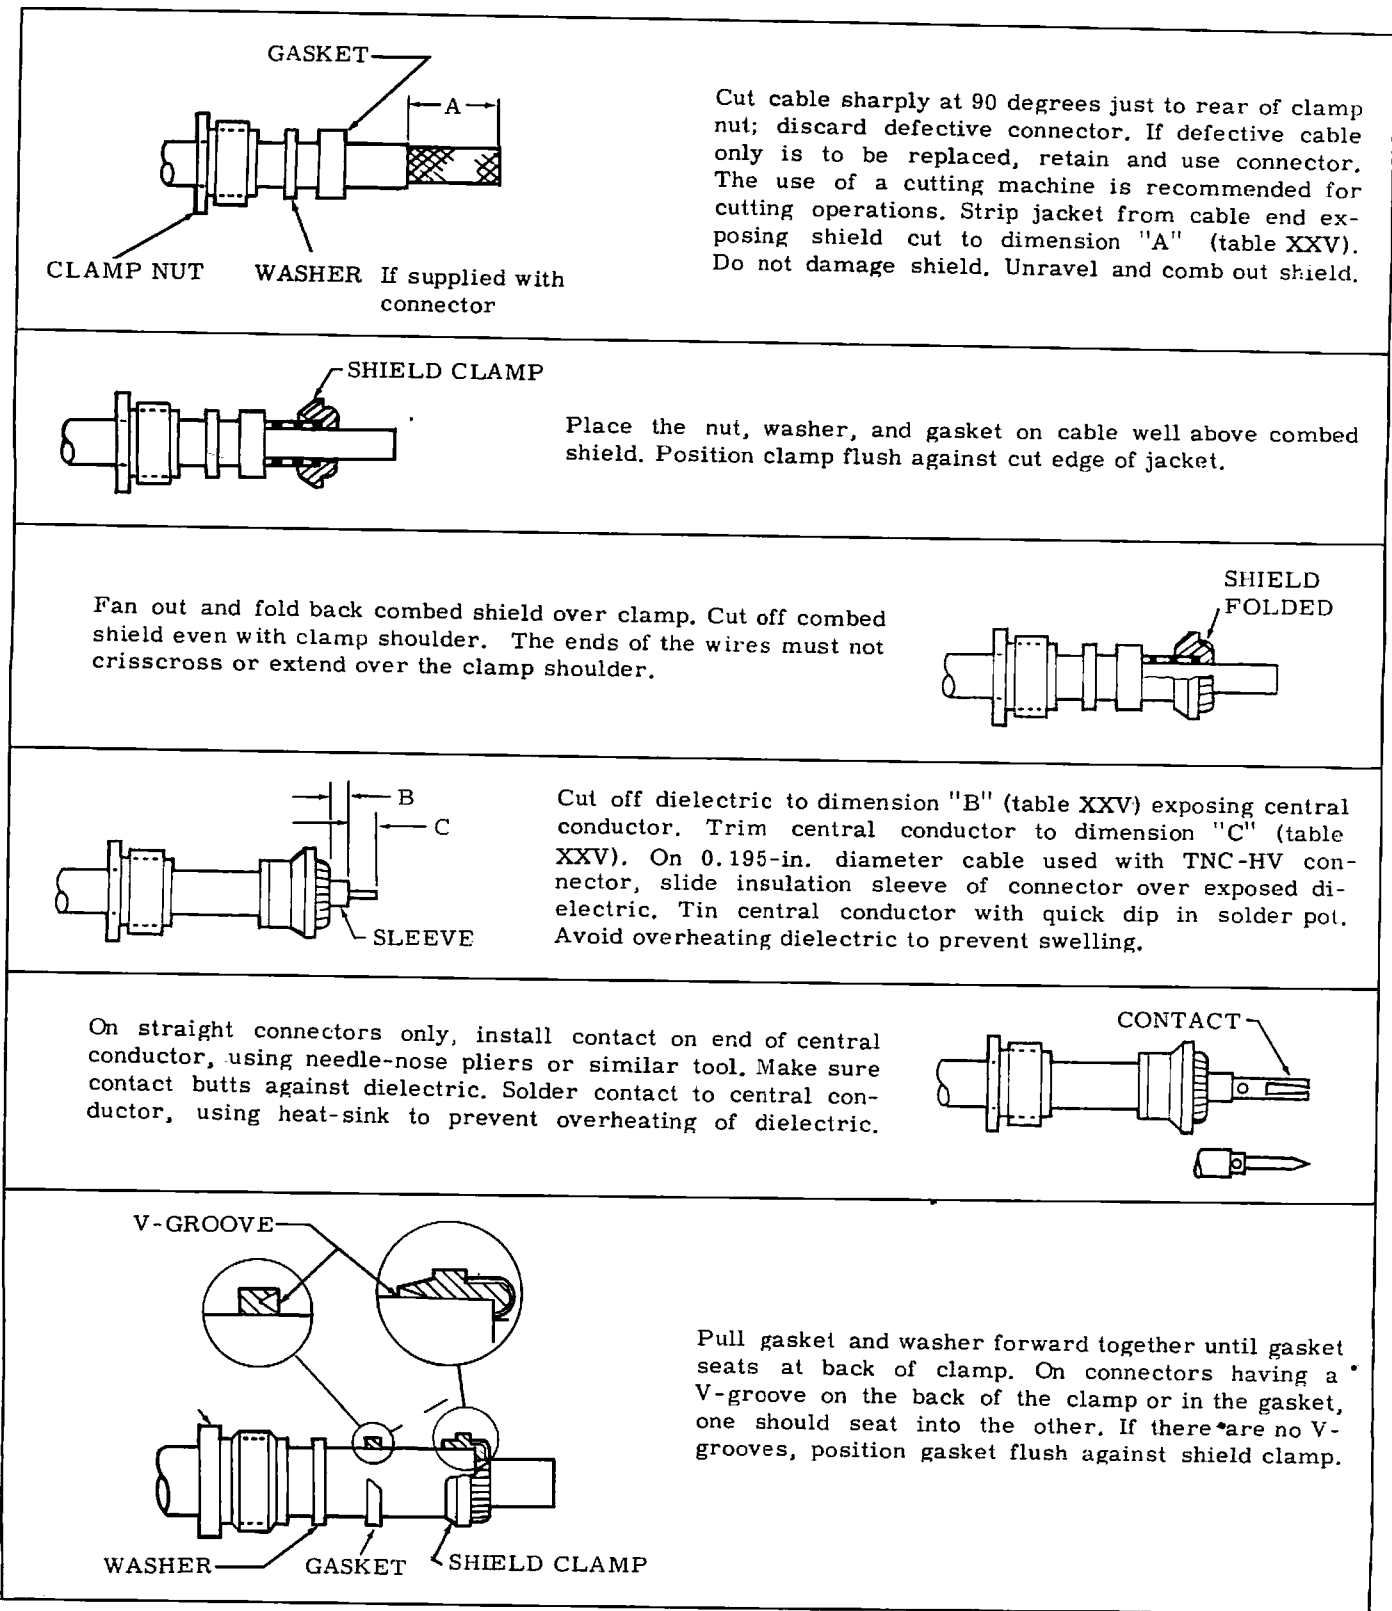 GASKET
A
CLAMP NUT
WASHER If supplied with
connector
Cut cable sharply at 90 degrees just to rear of clamp
nut; discard defective connector. If defective cable
only is to be replaced, retain and use connector.
The use of a cutting machine is recommended for
cutting operations. Strip jacket from cable end ex-
posing shield cut to dimension "A" (table XXV).
Do not damage shield. Unravel and comb out shield.
SHIELD CLAMP
Place the nut, washer, and gasket on cable well above combed
shield. Position clamp flush against cut edge of jacket.
Fan out and fold back combed shield over clamp. Cut off combed
shield even with clamp shoulder. The ends of the wires must not
crisscross or extend over the clamp shoulder.
SHIELD
FOLDED
B
C
SLEEVE
Cut off dielectric to dimension "B" (table XXV) exposing central
conductor. Trim central conductor to dimension "C" (table
XXV). On 0.195-in. diameter cable used with TNC-HV con-
nector, slide insulation sleeve of connector over exposed di-
electric. Tin central conductor with quick dip in solder pot.
Avoid overheating dielectric to prevent swelling.
On straight connectors only, install contact on end of central
conductor, using needle-nose pliers or similar tool. Make sure
contact butts against dielectric. Solder contact to central con-
ductor, using heat-sink to prevent overheating of dielectric.
CONTACT
V-GROOVE
WASHER
GASKET
SHIELD CLAMP
Pull gasket and washer forward together until gasket
seats at back of clamp. On connectors having a
V-groove on the back of the clamp or in the gasket,
one should seat into the other. If there are no V-
grooves, position gasket flush against shield clamp.